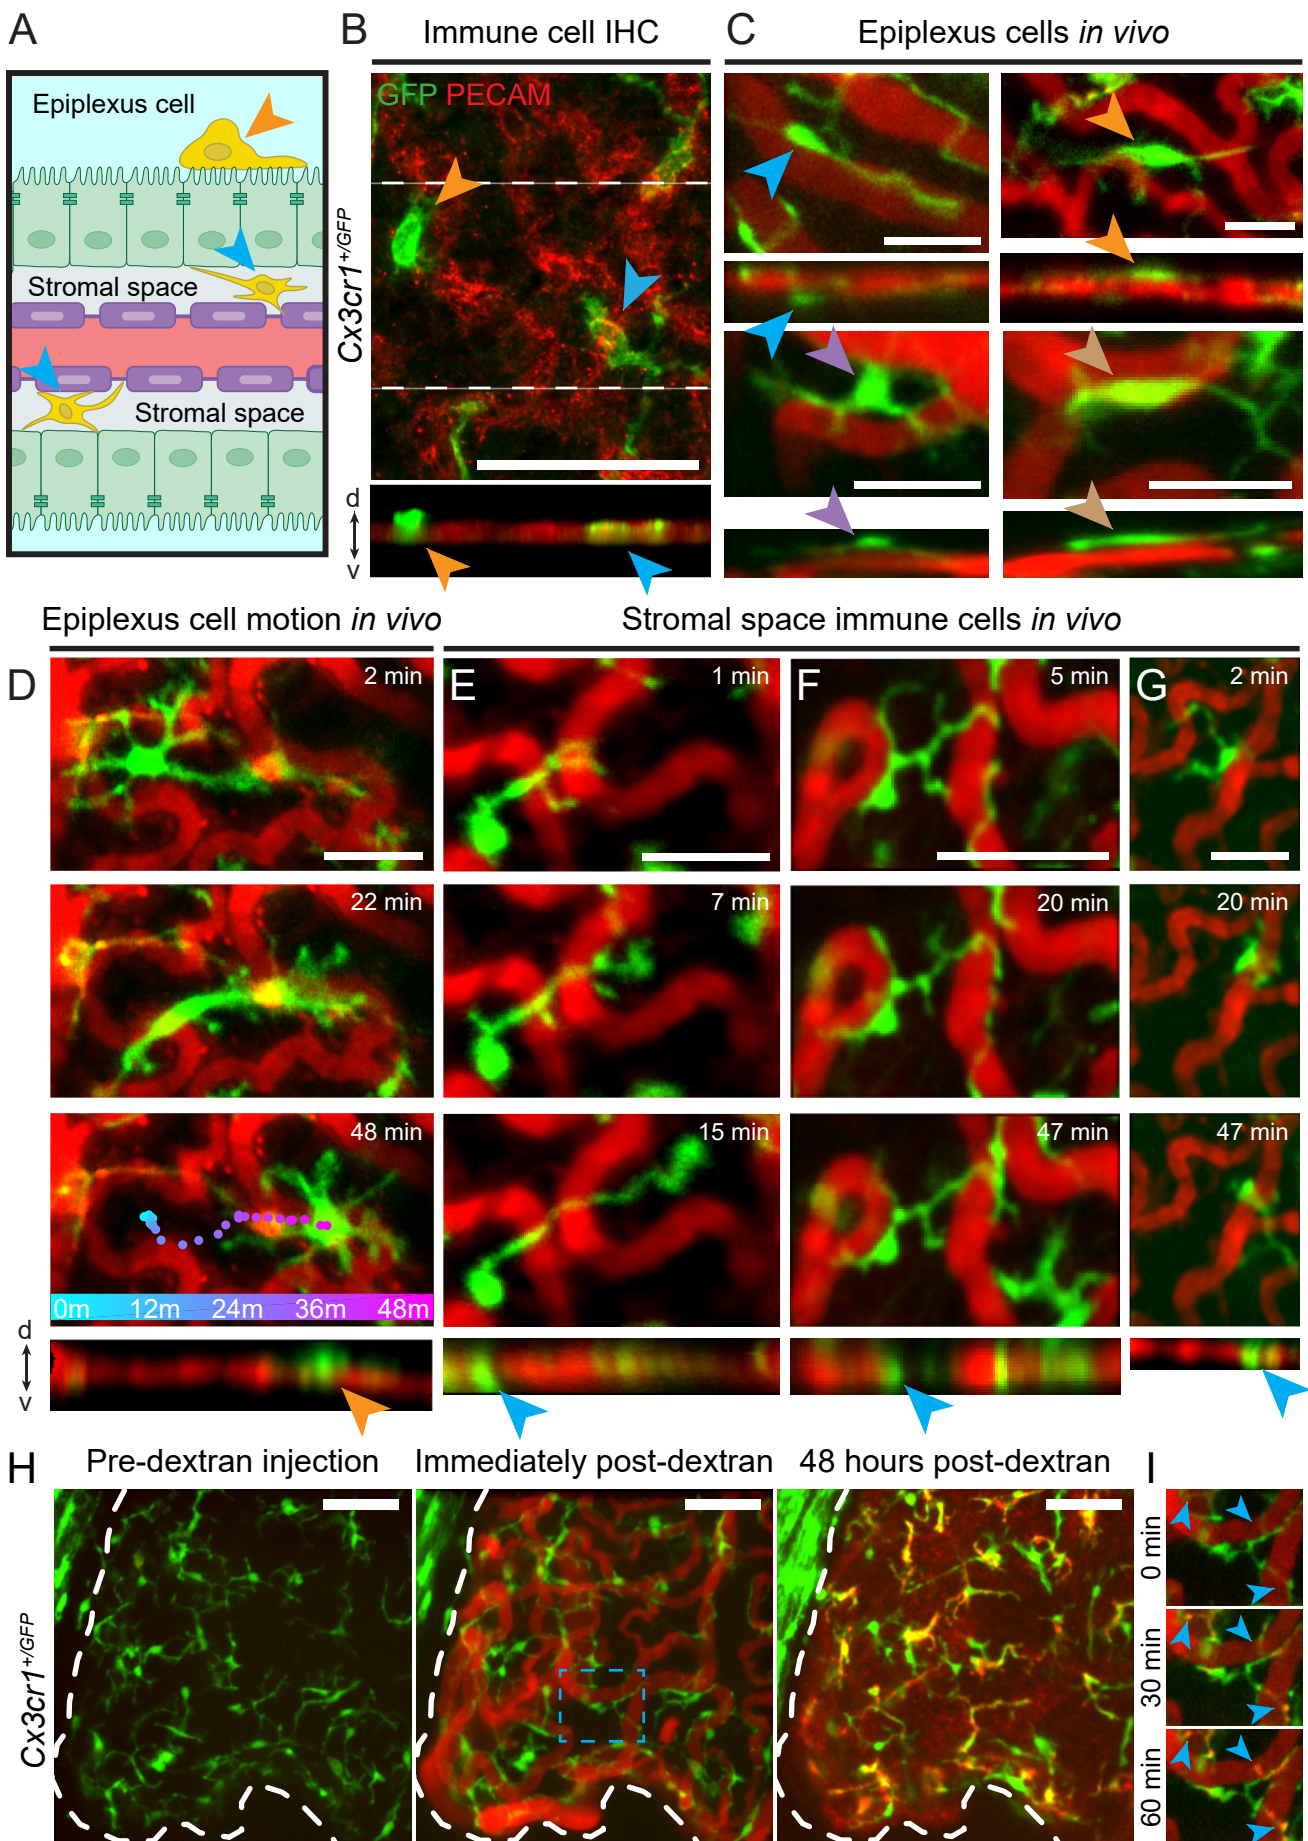 A
B
Immune cell IHC
C
Epiplexus cells in vivo
Epiplexus cell
Stromal space
Stromal space
GFP PECAM
Cx3cr1+/GFP
d
v
Epiplexus cell motion in vivo
Stromal space immune cells in vivo
D
2 min
22 min
48 min
0m 12m 24m 36m 48m
d
v
E
1 min
7 min
15 min
F
5 min
20 min
47 min
G
2 min
20 min
47 min
H
Pre-dextran injection
Immediately post-dextran
48 hours post-dextran
Cx3cr1+/GFP
I
0 min
30 min
60 min